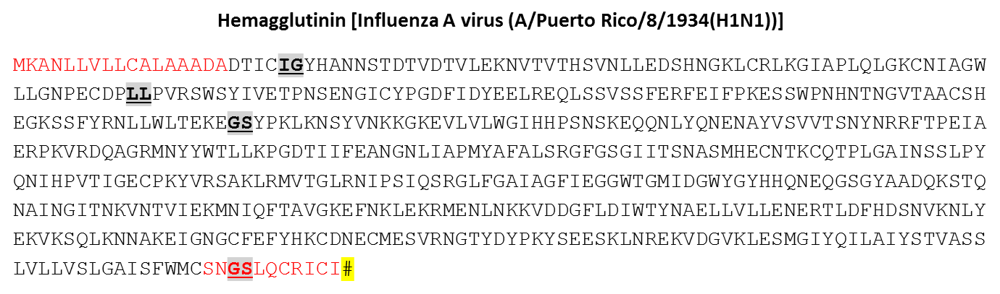 Hemagglutinin [Influenza A virus (A/Puerto Rico/8/1934(H1N1))]
MKANLLVLLCALAAADADTICIGYHANNSTDTVDTVLEKNVTVTHSVNLLEDSHNGKLCRLKGIAPLQLGKCNIAGW
LLGNPECDPLLPVRSWSYIVETPNSENGICYPGDFIDYEELREQLSSVSSFERFEIFPKESSWPNHNTNGVTAACSH
EGKSSFYRNLLWLTEKEGSYPKLKNSYVNKKGKEVLVLWGIHHPSNSKEQQNLYQNENAYVSVVTSNYNRRFTPEIA
ERPKVRDQAGRMNYYWTLLKPGDTIIFEANGNLIAPMYAFALSRGFGSGIITSNASMHECNTKCQTPLGAINSSLPY
QNIHPVTIGECPKYVRSAKLRMVTGLRNIPSIQSRGLFGAIAGFIEGGWTGMIDGWYGYHHQNEQGSGYAADQKSTQ
NAINGITNKVNTVIEKMNIQFTAVGKEFNKLEKRMENLNKKVDDGFLDIWTYNAELLVLLENERTLDFHDSNVKNLY
EKVKSQLKNNAKEIGNGCFEFYHKCDNECMESVRNGTYDYPKYSEESKLNREKVDGVKLESMGIYQILAIYSTVASS
LVLLVSLGAISFWMCSNGSLQCRICI#